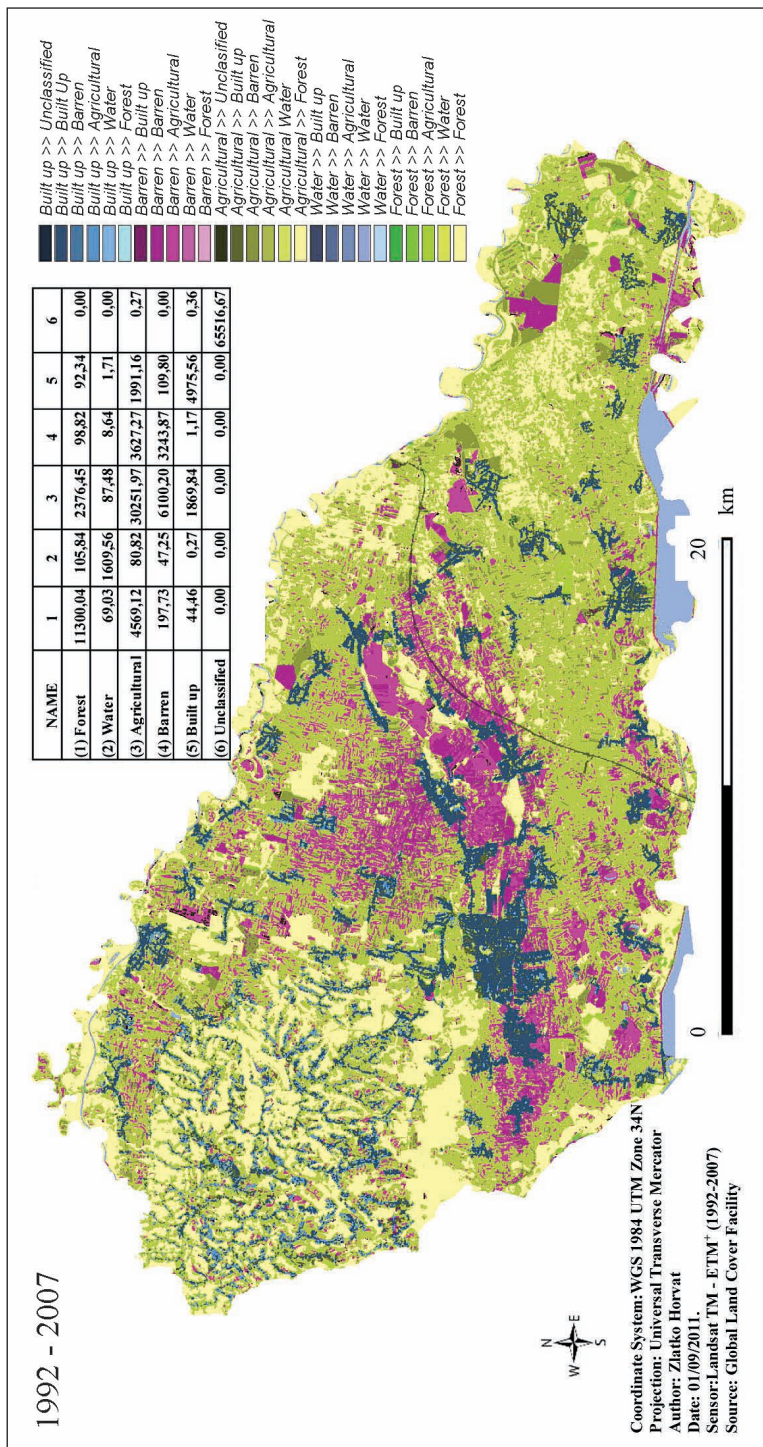 1992 - 2007
NAME 1 2 3 4 5 6
(1) Forest 11300,04 105,84 2376,45 98,82 92,34 0,00
(2) Water 69,03 1609,56 87,48 8,64 1,71 0,00
(3) Agricultural 4569,12 80,82 30251,97 3627,27 1991,16 0,27
(4) Barren 197,73 47,25 6100,20 3243,87 109,80 0,00
(5) Built up 44,46 0,27 1869,84 1,17 4975,56 0,36
(6) Unclassified 0,00 0,00 0,00 0,00 0,00 65516,67
Built up >> Unclassified
Built up >> Built Up
Built up >> Barren
Built up >> Agricultural
Built up >> Water
Built up >> Forest
Barren >> Built up
Barren >> Barren
Barren >> Agricultural
Barren >> Water
Barren >> Forest
Agricultural >> Unclasified
Agricultural >> Built up
Agricultural >> Barren
Agricultural >> Agricultural
Agricultural Water
Agricultural >> Forest
Water >> Built up
Water >> Barren
Water >> Agricultural
Water >> Water
Water >> Forest
Forest >> Built up
Forest >> Barren
Forest >> Agricultural
Forest >> Water
Forest >> Forest
N
W E
S
Coordinate System:WGS 1984 UTM Zone 34N
Projection: Universal Transverse Mercator
Author: Zlatko Horvat
Date: 01/09/2011.
Sensor:Landsat TM - ETM⁺ (1992-2007)
Source: Global Land Cover Facility
0 20
km